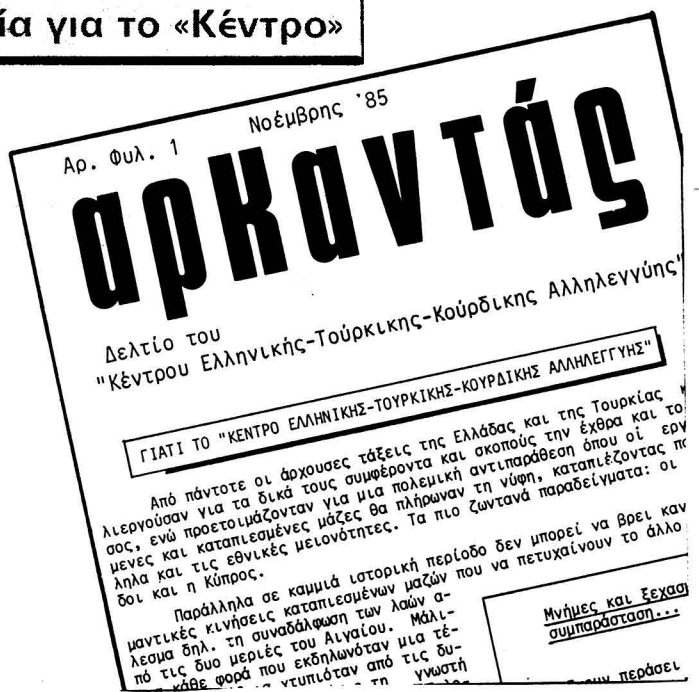 ία για το «Κέντρο»
Αρ. Φυλ. 1 Νοέμβρης '85
αρκαντάς
Δελτίο του
"Κέντρου Ελληνικής-Τούρκικης-Κούρδικης Αλληλεγγύης"
ΓΙΑΤΙ ΤΟ "ΚΕΝΤΡΟ ΕΛΛΗΝΙΚΗΣ-ΤΟΥΡΚΙΚΗΣ-ΚΟΥΡΔΙΚΗΣ ΑΛΛΗΛΕΓΓΥΗΣ"
Από πάντοτε οι άρχουσες τάξεις της Ελλάδας και της Τουρκίας
λιεργούσαν για τα δικά τους συμφέροντα και σκοπούς την έχθρα και το
σος, ενώ προετοιμάζονταν για μια πολεμική αντιπαράθεση όπου οί εργ
μενες και καταπιεσμένες μάζες θα πλήρωναν τη νύφη, καταπιέζοντας πα
ληλα και τις εθνικές μειονότητες. Τα πιο ζωντανά παραδείγματα: οι
δοι και η Κύπρος.
Παράλληλα σε καμμιά ιστορική περίοδο δεν μπορεί να βρει καν
μαντικές κινήσεις καταπιεσμένων μαζών που να πετυχαίνουν το άλλο
λεσμα δηλ. τη συναδάλφωση των λαών α-
πό τις δυο μεριές του Αιγαίου. Μάλι-
κάθε φορά που εκδηλωνόταν μια τέ-
χτυπιόταν από τις δυ-
τη γνωστή
Μνήμες και ξεχασ
συμπαράσταση...
περάσει